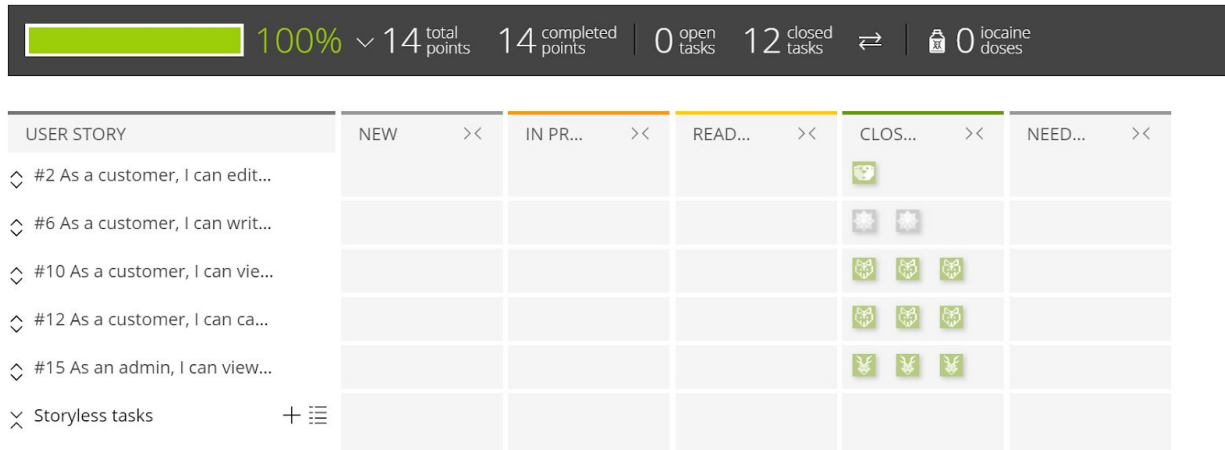 100% 14 total points 14 completed points 0 open tasks 12 closed tasks 0 iocaine doses
USER STORY NEW IN PR... READ... CLOS... NEED...
#2 As a customer, I can edit...
#6 As a customer, I can writ...
#10 As a customer, I can vie...
#12 As a customer, I can ca...
#15 As an admin, I can view...
Storyless tasks